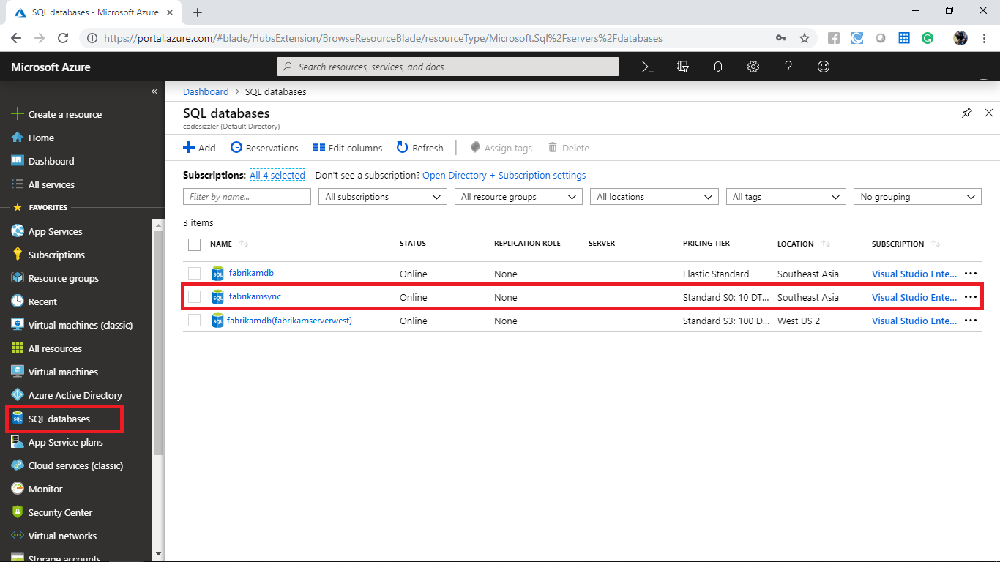 SQL databases - Microsoft Azure
https://portal.azure.com/#blade/HubsExtension/BrowseResourceBlade/resourceType/Microsoft.Sql%2Fservers%2Fdatabases
Microsoft Azure
Search resources, services, and docs
Create a resource
Home
Dashboard
All services
FAVORITES
App Services
Subscriptions
Resource groups
Recent
Virtual machines (classic)
All resources
Virtual machines
Azure Active Directory
SQL databases
App Service plans
Cloud services (classic)
Monitor
Security Center
Virtual networks
Storage accounts
Dashboard > SQL databases
SQL databases
codesizzler (Default Directory)
Add Reservations Edit columns Refresh Assign tags Delete
Subscriptions: All 4 selected – Don't see a subscription? Open Directory + Subscription settings
Filter by name... All subscriptions All resource groups All locations All tags No grouping
3 items
NAME STATUS REPLICATION ROLE SERVER PRICING TIER LOCATION SUBSCRIPTION
SQL fabrikamdb Online None Elastic Standard Southeast Asia Visual Studio Ente... •••
SQL fabrikamsync Online None Standard S0: 10 DT... Southeast Asia Visual Studio Ente... •••
SQL fabrikamdb(fabrikamserverwest) Online None Standard S3: 100 D... West US 2 Visual Studio Ente... •••